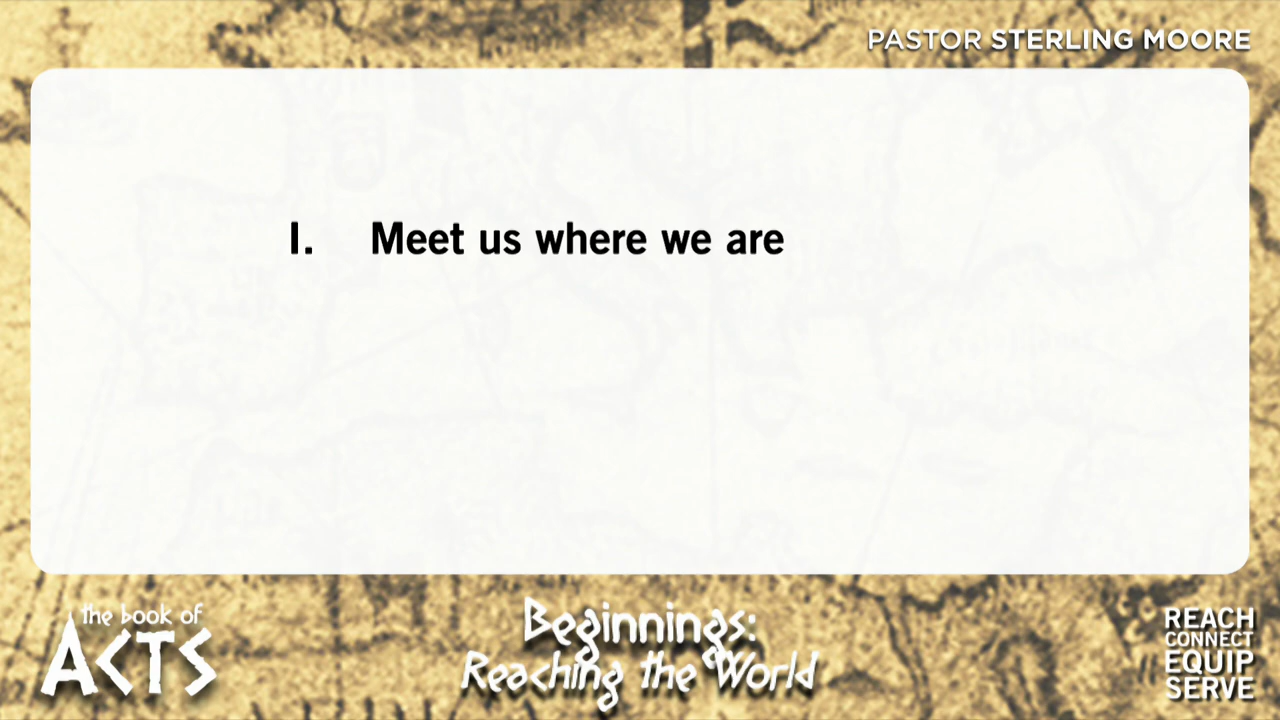 PASTOR STERLING MOORE
I. Meet us where we are
the book of
ACTS
Beginnings:
Reaching the World
REACH
CONNECT
EQUIP
SERVE